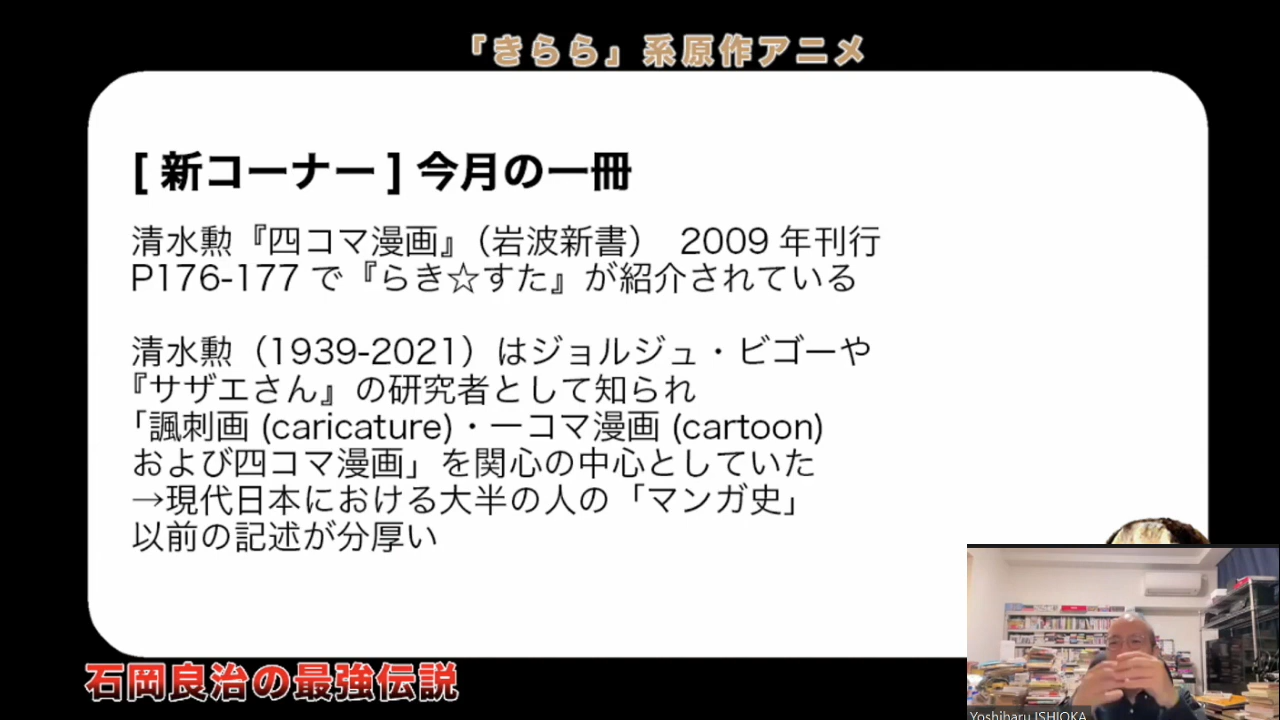 「きらら」系原作アニメ
[ 新コーナー ] 今月の一冊
清水勲『四コマ漫画』（岩波新書） 2009 年刊行
P176-177 で『らき☆すた』が紹介されている
清水勲（1939-2021）はジョルジュ・ビゴーや
『サザエさん』の研究者として知られ
「諷刺画 (caricature)・一コマ漫画 (cartoon)
および四コマ漫画」を関心の中心としていた
→現代日本における大半の人の「マンガ史」
以前の記述が分厚い
石岡良治の最強伝説
Yoshiharu ISHIOKA